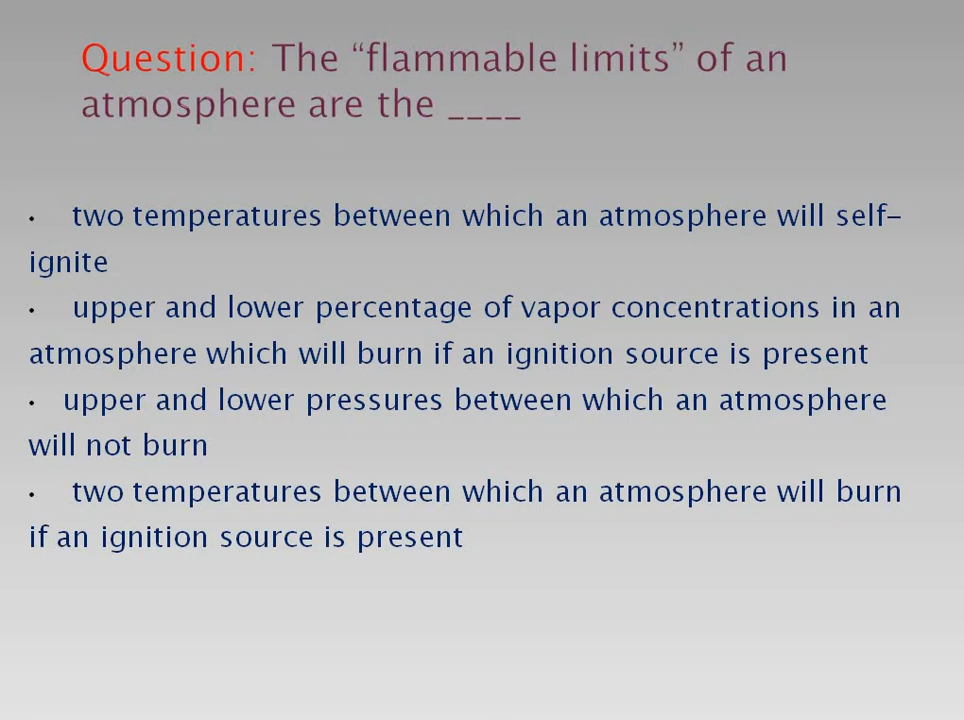 Question: The “flammable limits” of an
atmosphere are the ____
• two temperatures between which an atmosphere will self-
ignite
• upper and lower percentage of vapor concentrations in an
atmosphere which will burn if an ignition source is present
• upper and lower pressures between which an atmosphere
will not burn
• two temperatures between which an atmosphere will burn
if an ignition source is present